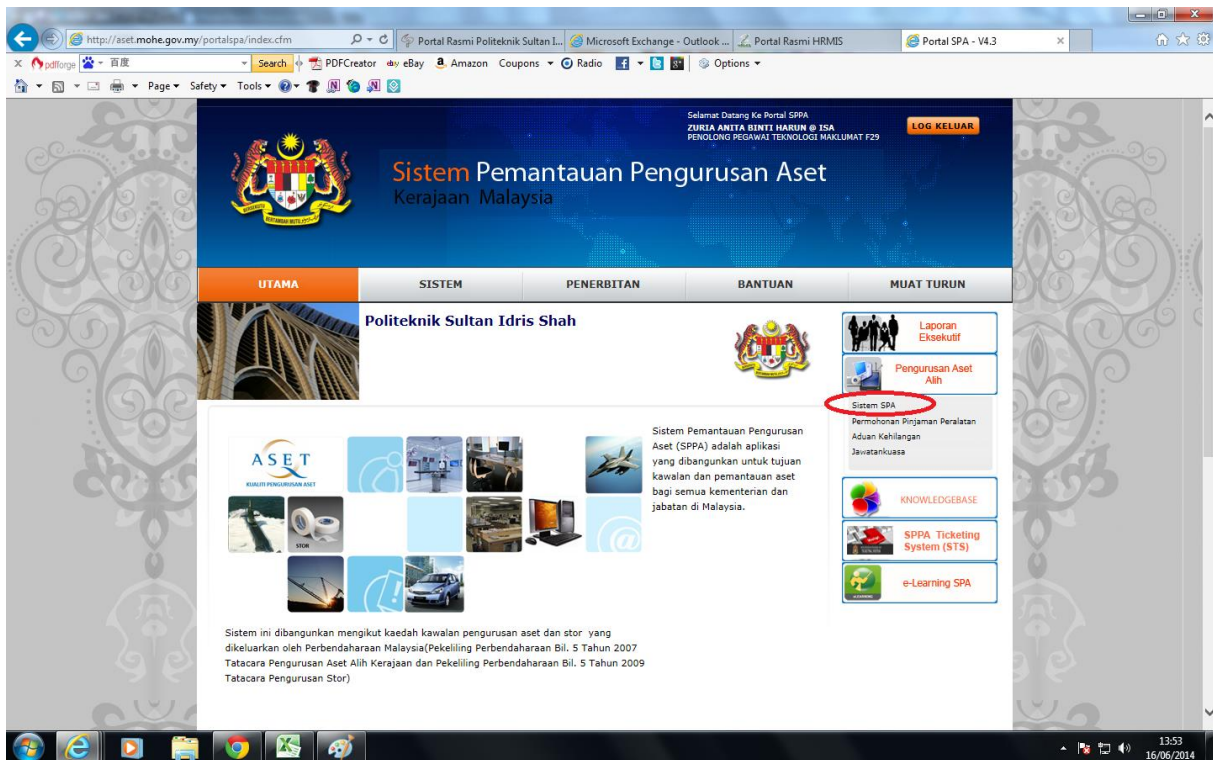 http://aset.mohe.gov.my/portalspa/index.cfm
Portal Rasmi Politeknik Sultan I...
Microsoft Exchange - Outlook ...
Portal Rasmi HRMIS
Portal SPA - V4.3
pdfforge
百度
Search
PDFCreator
eBay
Amazon
Coupons
Radio
Options
Page
Safety
Tools
Selamat Datang Ke Portal SPPA
ZURIA ANITA BINTI HARUN @ ISA
PENOLONG PEGAWAI TEKNOLOGI MAKLUMAT F29
LOG KELUAR
Sistem Pemantauan Pengurusan Aset
Kerajaan Malaysia
UTAMA
SISTEM
PENERBITAN
BANTUAN
MUAT TURUN
Politeknik Sultan Idris Shah
Laporan
Eksekutif
Pengurusan Aset
Alih
Sistem SPA
Permohonan Pinjaman Peralatan
Aduan Kehilangan
Jawatankuasa
KNOWLEDGEBASE
SPPA Ticketing
System (STS)
e-Learning SPA
ASET
KUALITI PENGURUSAN ASET
STOR
Sistem Pemantauan Pengurusan
Aset (SPPA) adalah aplikasi
yang dibangunkan untuk tujuan
kawalan dan pemantauan aset
bagi semua kementerian dan
jabatan di Malaysia.
Sistem ini dibangunkan mengikut kaedah kawalan pengurusan aset dan stor yang
dikeluarkan oleh Perbendaharaan Malaysia(Pekeliling Perbendaharaan Bil. 5 Tahun 2007
Tatacara Pengurusan Aset Alih Kerajaan dan Pekeliling Perbendaharaan Bil. 5 Tahun 2009
Tatacara Pengurusan Stor)
13:53
16/06/2014